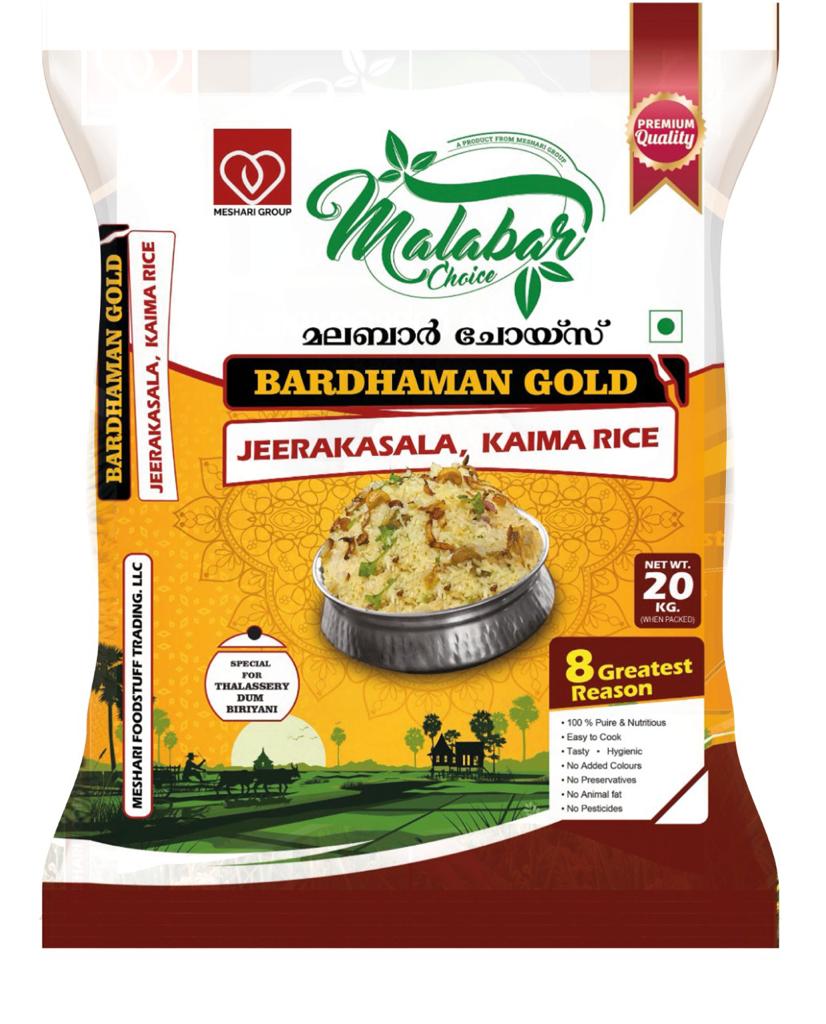 PREMIUM
Quality
MESHARI GROUP
A PRODUCT FROM MESHARI GROUP
Malabar
Choice
മലബാർ ചോയ്സ്
BARDHAMAN GOLD
JEERAKASALA, KAIMA RICE
BARDHAMAN GOLD
JEERAKASALA, KAIMA RICE
MESHARI FOODSTUFF TRADING. LLC
NET WT.
20
KG.
(WHEN PACKED)
SPECIAL
FOR
THALASSERY
DUM
BIRIYANI
8 Greatest
Reason
• 100 % Puire & Nutritious
• Easy to Cook
• Tasty • Hygienic
• No Added Colours
• No Preservatives
• No Animal fat
• No Pesticides